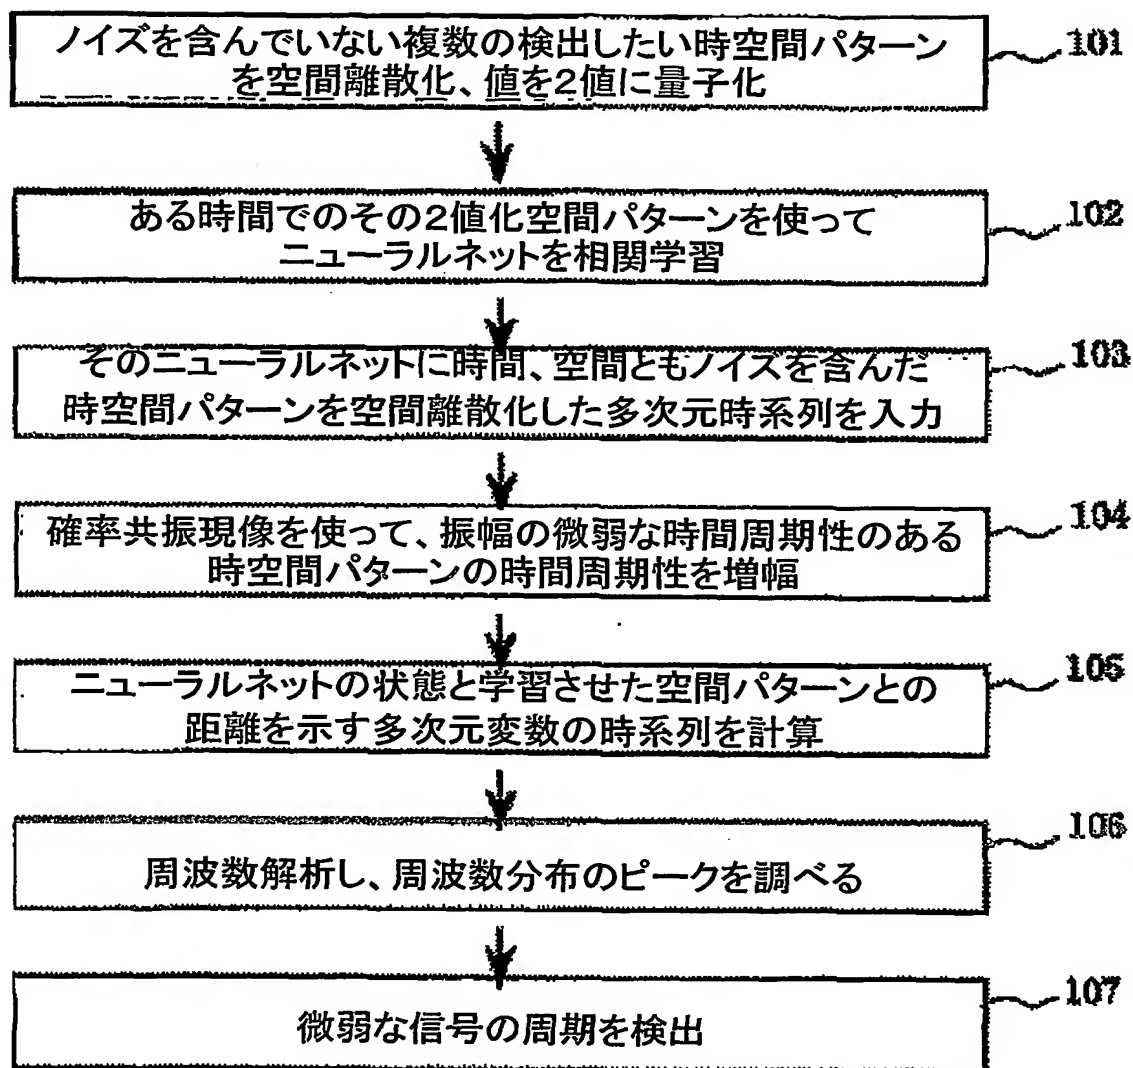 ノイズを含んでいない複数の検出したい時空間パターン
を空間離散化、値を2値に量子化
101
ある時間でのその2値化空間パターンを使って
ニューラルネットを相関学習
102
そのニューラルネットに時間、空間ともノイズを含んだ
時空間パターンを空間離散化した多次元時系列を入力
103
確率共振現像を使って、振幅の微弱な時間周期性のある
時空間パターンの時間周期性を増幅
104
ニューラルネットの状態と学習させた空間パターンとの
距離を示す多次元変数の時系列を計算
105
周波数解析し、周波数分布のピークを調べる
106
微弱な信号の周期を検出
107